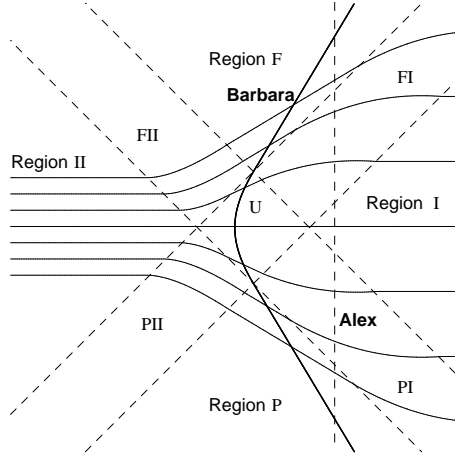 Region F
FI
Barbara
FII
Region II
Region I
U
PII
Alex
PI
Region P